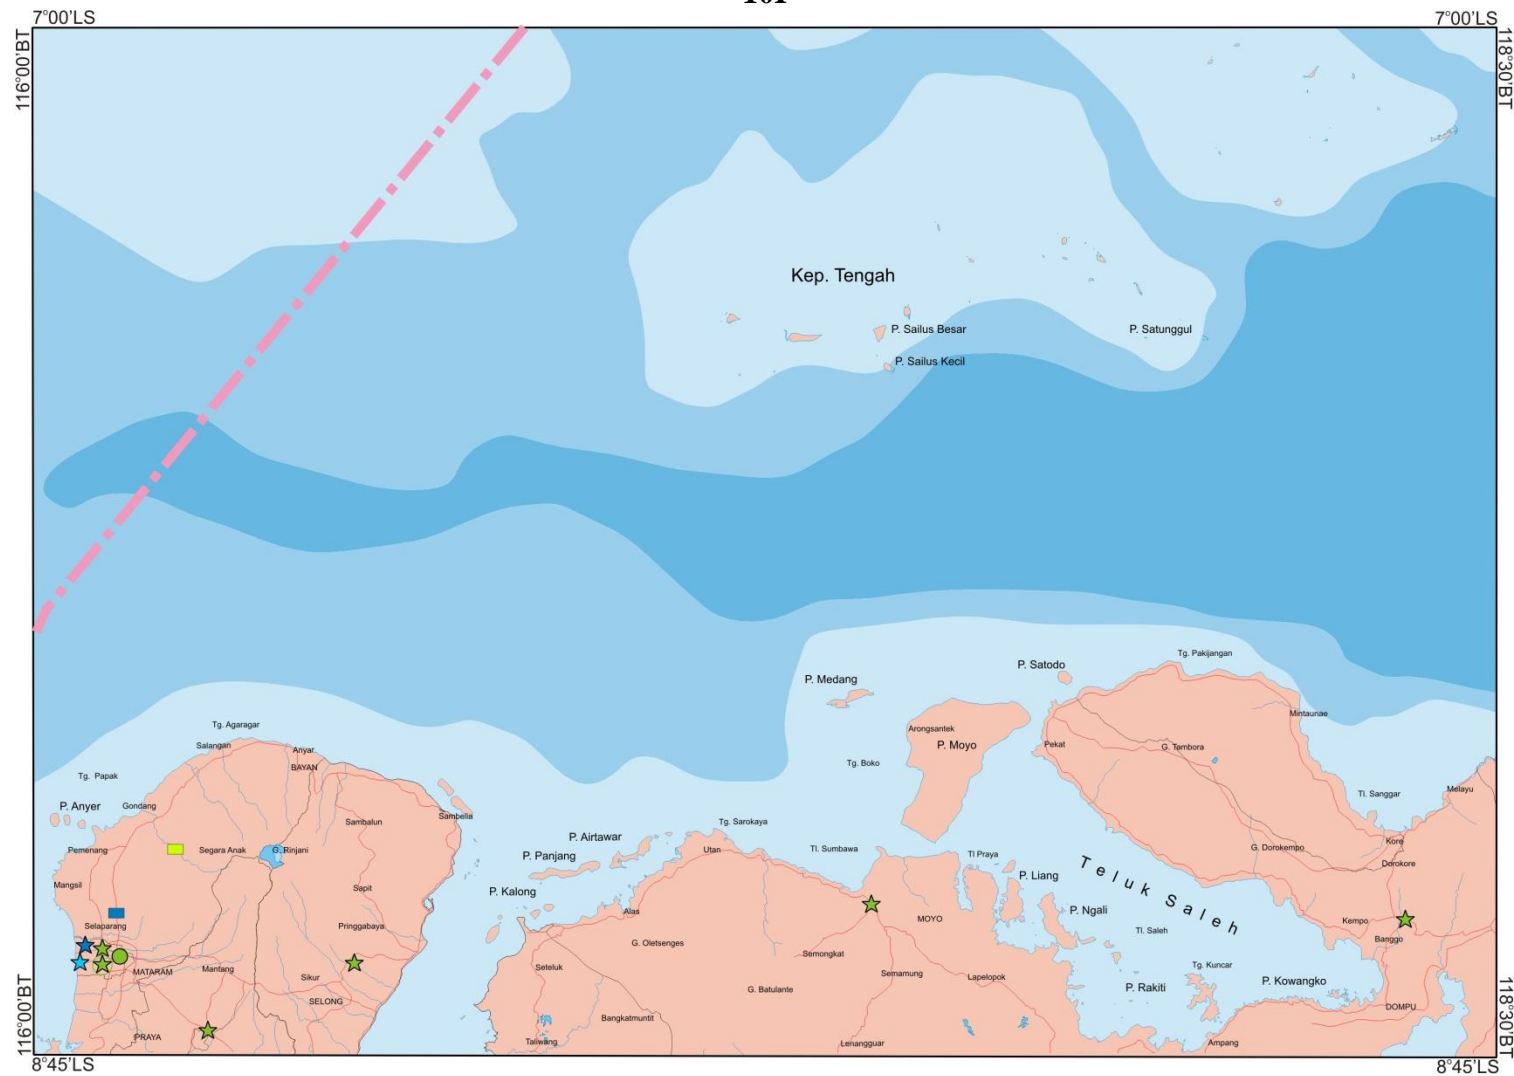 7°00'LS
7°00'LS
116°00'BT
118°30'BT
Kep. Tengah
P. Sailus Besar
P. Satunggul
P. Sailus Kecil
Tg. Pakijangan
P. Satodo
P. Medang
Mintaunae
Tg. Agaragar
Arongsantek
Salangan
Anyar
P. Moyo
Pekat
G. Tambora
Tg. Boko
BAYAN
Tg. Papak
Melayu
Tl. Sanggar
P. Anyer
Gondang
Sambelia
Sambalun
Tg. Sarokaya
P. Airtawar
Kore
Pemenang
Segara Anak
G. Rinjani
Utan
Tl. Sumbawa
G. Dorokempo
P. Panjang
Tl Praya
Dorokore
P. Liang
Teluk Saleh
Mangsil
Sapit
P. Kalong
Alas
P. Ngali
MOYO
Kempo
Selaparang
Pringgabaya
Tl. Saleh
G. Oletsenges
Banggo
Semongkat
Seteluk
Tg. Kuncar
MATARAM
Mantang
Sikur
Semamung
Lapelopok
P. Kowangko
G. Batulante
P. Rakiti
SELONG
DOMPU
Bangkatmuntit
PRAYA
Taliwang
Lenangguar
Ampang
116°00'BT
118°30'BT
8°45'LS
8°45'LS